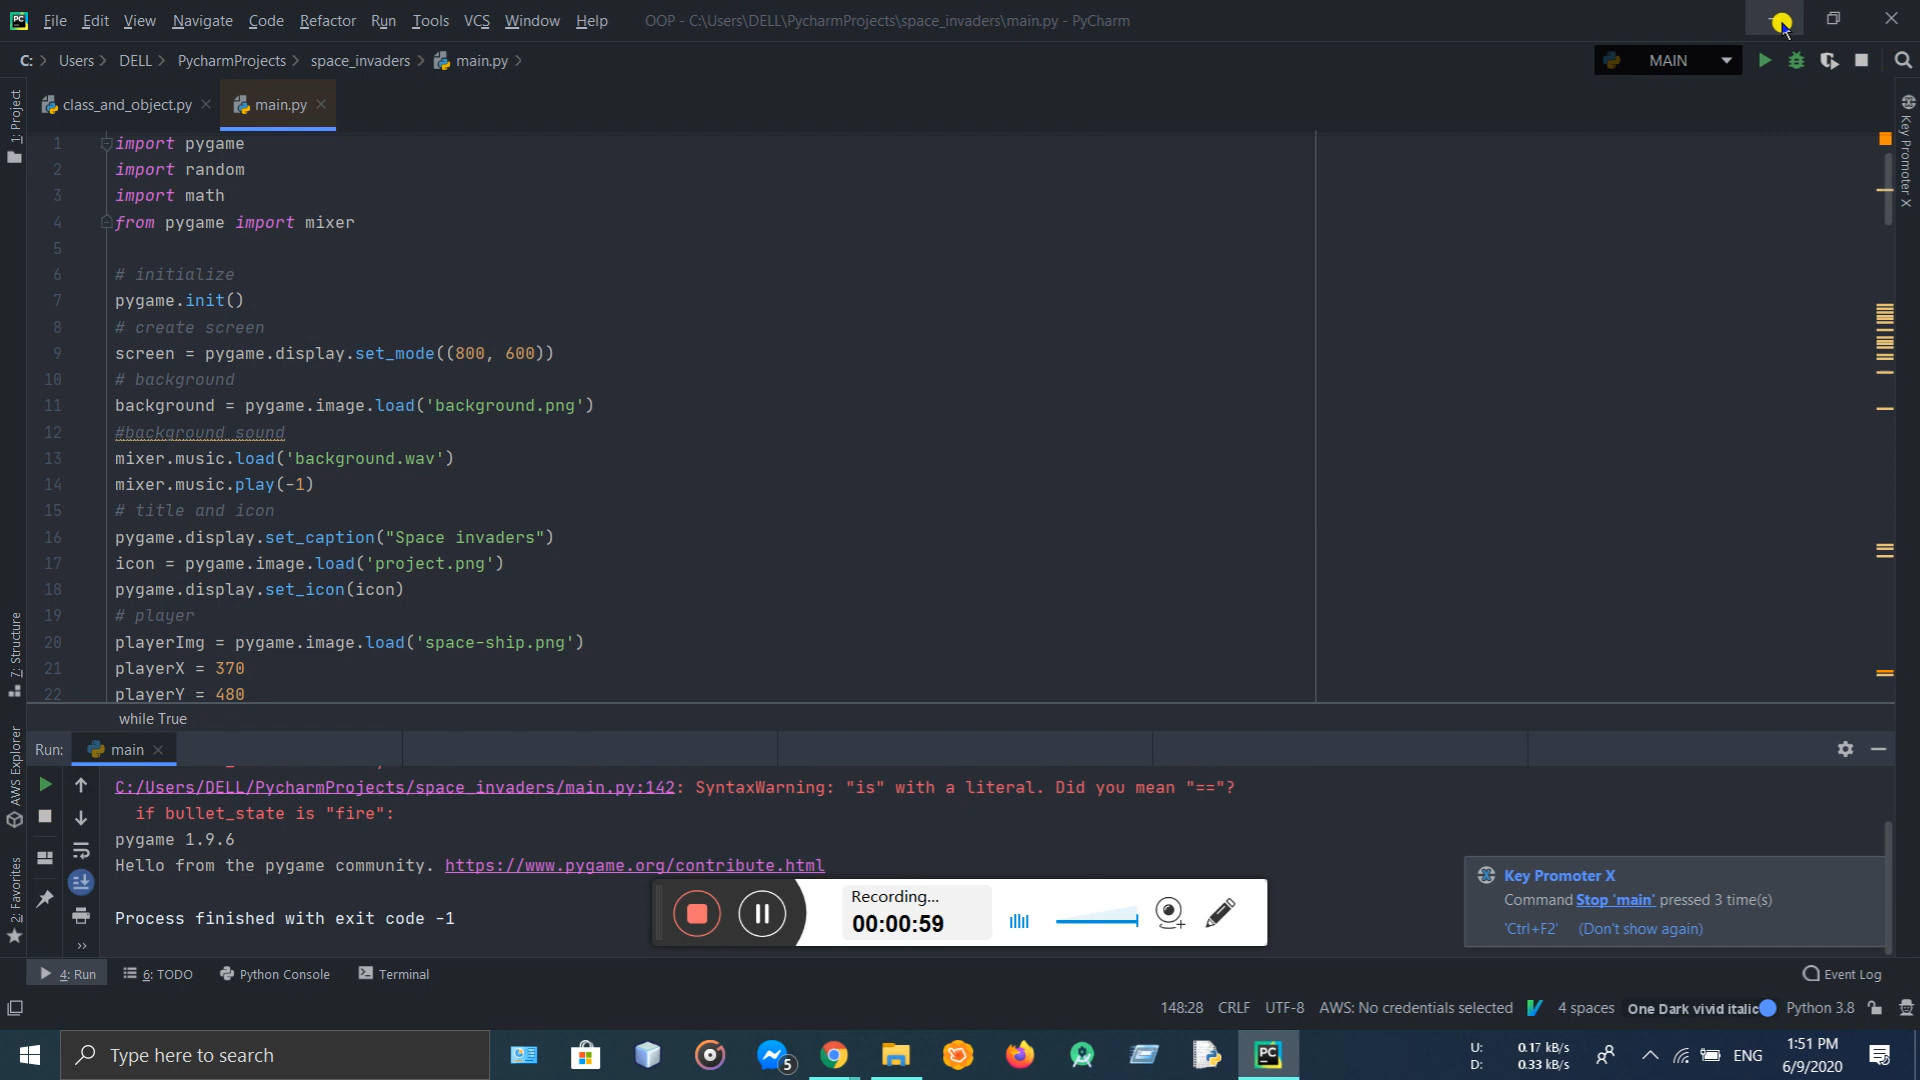 File Edit View Navigate Code Refactor Run Tools VCS Window Help OOP - C:\Users\DELL\PycharmProjects\space_invaders\main.py - PyCharm
C: Users DELL PycharmProjects space_invaders main.py MAIN
class_and_object.py main.py
1: Project
Key Promoter X
1 import pygame
2 import random
3 import math
4 from pygame import mixer
5
6 # initialize
7 pygame.init()
8 # create screen
9 screen = pygame.display.set_mode((800, 600))
10 # background
11 background = pygame.image.load('background.png')
12 #background sound
13 mixer.music.load('background.wav')
14 mixer.music.play(-1)
15 # title and icon
16 pygame.display.set_caption("Space invaders")
17 icon = pygame.image.load('project.png')
18 pygame.display.set_icon(icon)
19 # player
20 playerImg = pygame.image.load('space-ship.png')
21 playerX = 370
22 playerY = 480
7: Structure
while True
AWS Explorer
2: Favorites
Run: main
C:/Users/DELL/PycharmProjects/space_invaders/main.py:142: SyntaxWarning: "is" with a literal. Did you mean "=="?
if bullet_state is "fire":
pygame 1.9.6
Hello from the pygame community. https://www.pygame.org/contribute.html
Process finished with exit code -1
Recording...
00:00:59
Key Promoter X
Command Stop 'main' pressed 3 time(s)
'Ctrl+F2' (Don't show again)
4: Run 6: TODO Python Console Terminal Event Log
148:28 CRLF UTF-8 AWS: No credentials selected 4 spaces One Dark vivid italic Python 3.8
Type here to search
5
PC
U: 0.17 kB/s
D: 0.33 kB/s
ENG
1:51 PM
6/9/2020